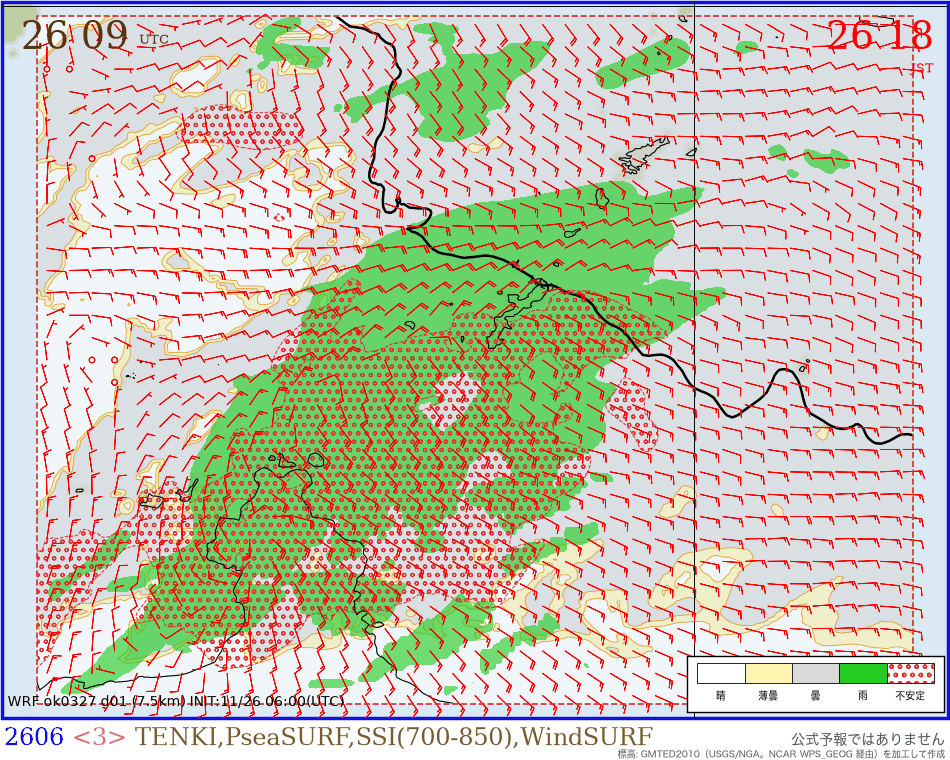 26 09 UTC
26 18
JST
晴 薄曇 曇 雨 不安定
WRF ok0327 d01 (7.5km) INIT:11/26 06:00(UTC)
2606 <3> TENKI,PseaSURF,SSI(700-850),WindSURF
公式予報ではありません
標高: GMTED2010（USGS/NGA。NCAR WPS_GEOG 経由）を加工して作成